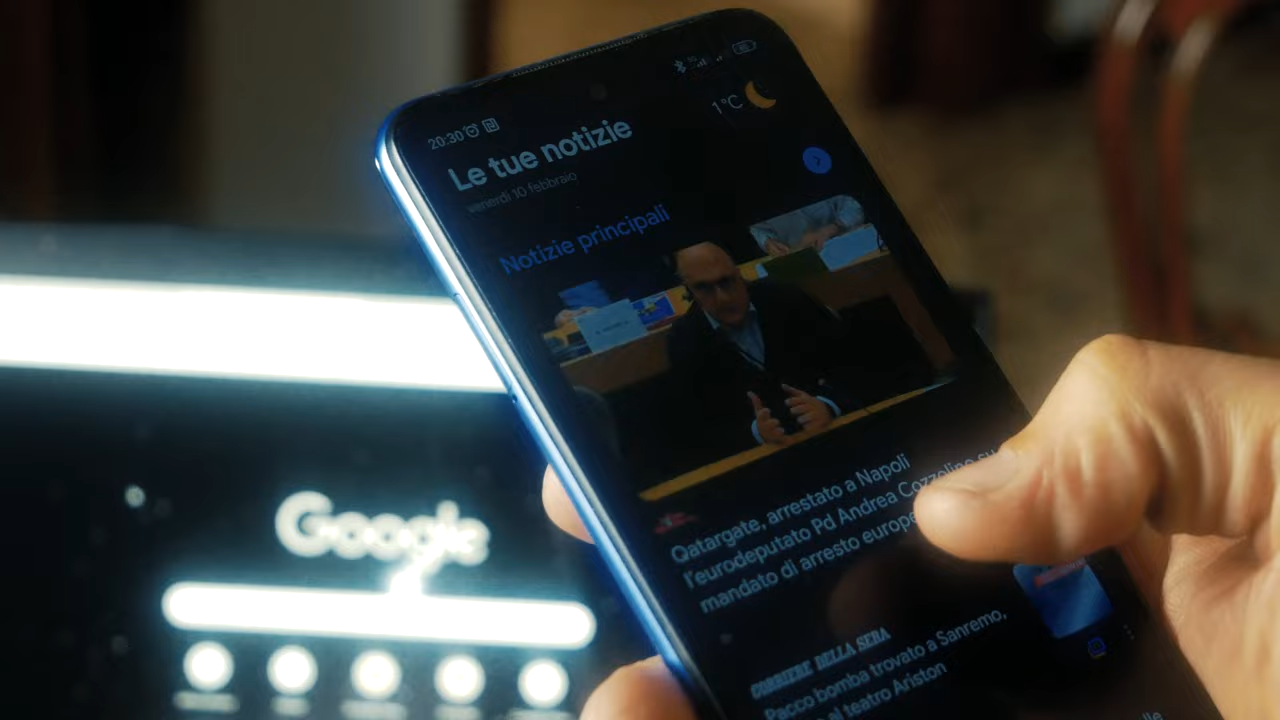 20:30
1°C
Le tue notizie
venerdì 10 febbraio
Notizie principali
Qatargate, arrestato a Napoli
l'eurodeputato Pd Andrea Cozzolino su
mandato di arresto europe
CORRIERE DELLA SERA
Pacco bomba trovato a Sanremo,
al teatro Ariston
Google